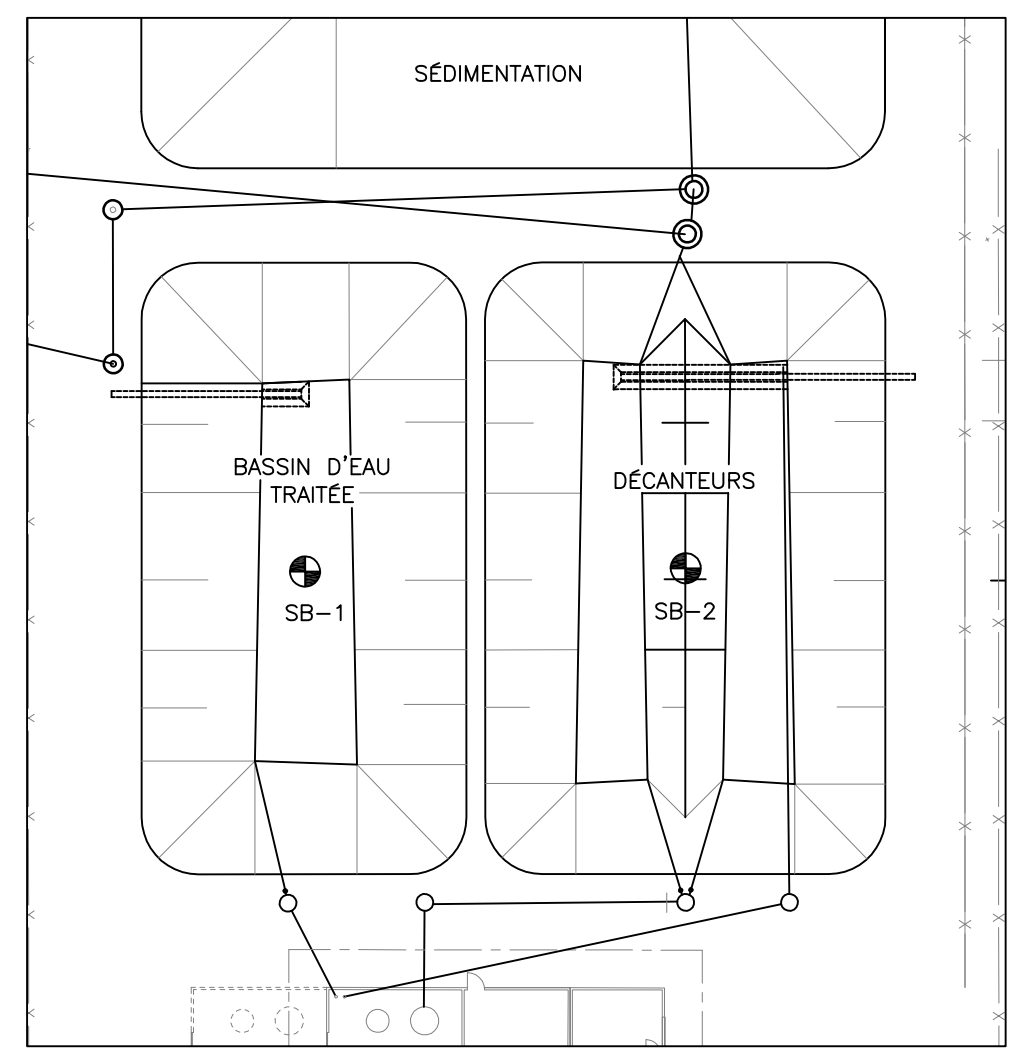 SÉDIMENTATION
BASSIN D'EAU
TRAITÉE
DÉCANTEURS
SB-1
SB-2